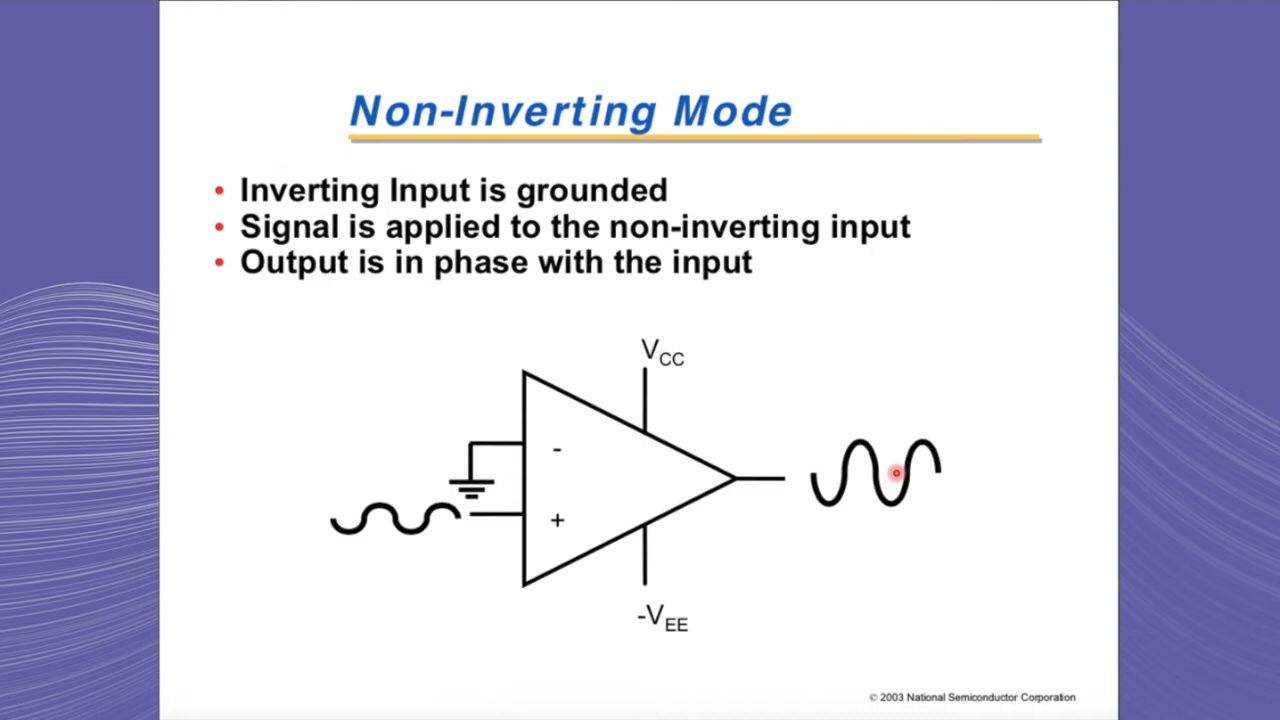 Non-Inverting Mode
• Inverting Input is grounded
• Signal is applied to the non-inverting input
• Output is in phase with the input
VCC
-
+
-VEE
© 2003 National Semiconductor Corporation